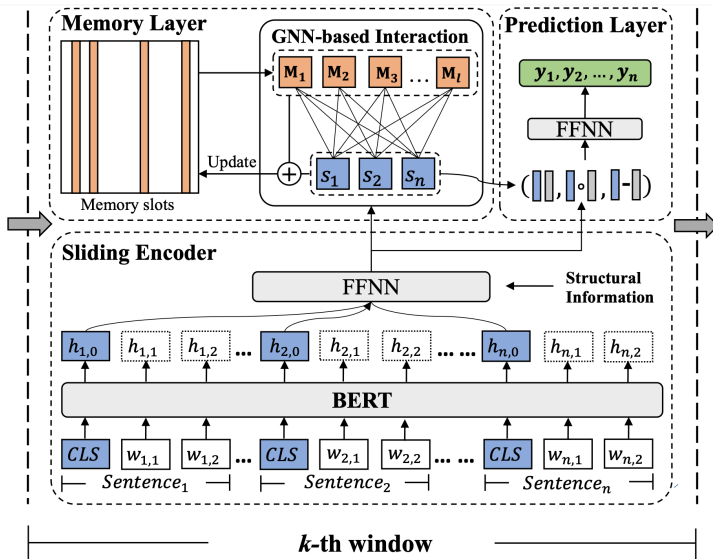 Memory Layer
GNN-based Interaction
Prediction Layer
M₁ M₂ M₃ ... Mₗ
y₁, y₂, ..., yₙ
FFNN
Update
+
s₁ s₂ sₙ
( , ∘ , - )
Memory slots
Sliding Encoder
FFNN
Structural
Information
h₁,₀ h₁,₁ h₁,₂ ... h₂,₀ h₂,₁ h₂,₂ ... ... hₙ,₀ hₙ,₁ hₙ,₂
BERT
CLS w₁,₁ w₁,₂ ... CLS w₂,₁ w₂,₂ ... ... CLS wₙ,₁ wₙ,₂
Sentence₁ Sentence₂ Sentenceₙ
k-th window